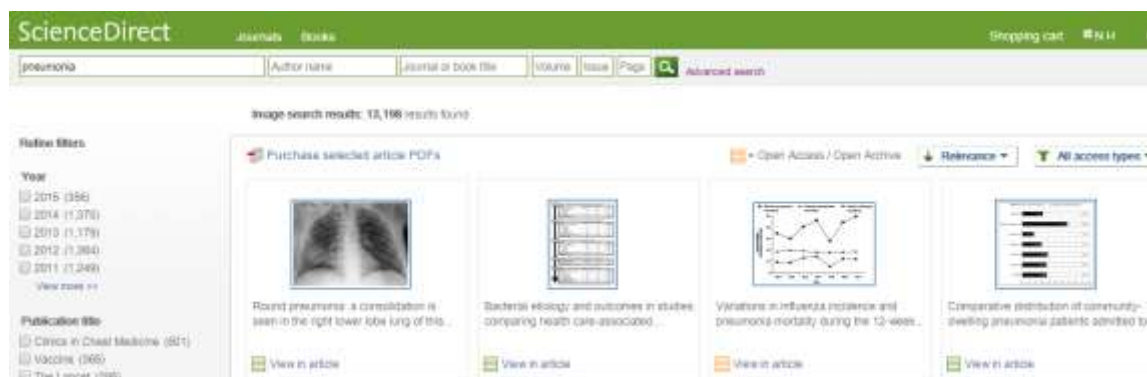 ScienceDirect
Journals Books
Shopping cart
pneumonia
Author name
Journal or book title
Volume
Issue
Page
Advanced search
Image search results: 13,198 results found
Refine filters
Year
2015 (356)
2014 (1,375)
2013 (1,179)
2012 (1,364)
2011 (1,249)
View more >>
Publication title
Clinics in Chest Medicine (601)
Vaccine (365)
The Lancet
Purchase selected article PDFs
= Open Access / Open Archive
Relevance
All access types
Round pneumonia: a consolidation is
seen in the right lower lobe lung of this...
View in article
Bacterial etiology and outcomes in studies
comparing health care-associated...
View in article
Variations in influenza incidence and
pneumonia mortality during the 12-week...
View in article
Comparative distribution of community-
dwelling pneumonia patients admitted to
View in article